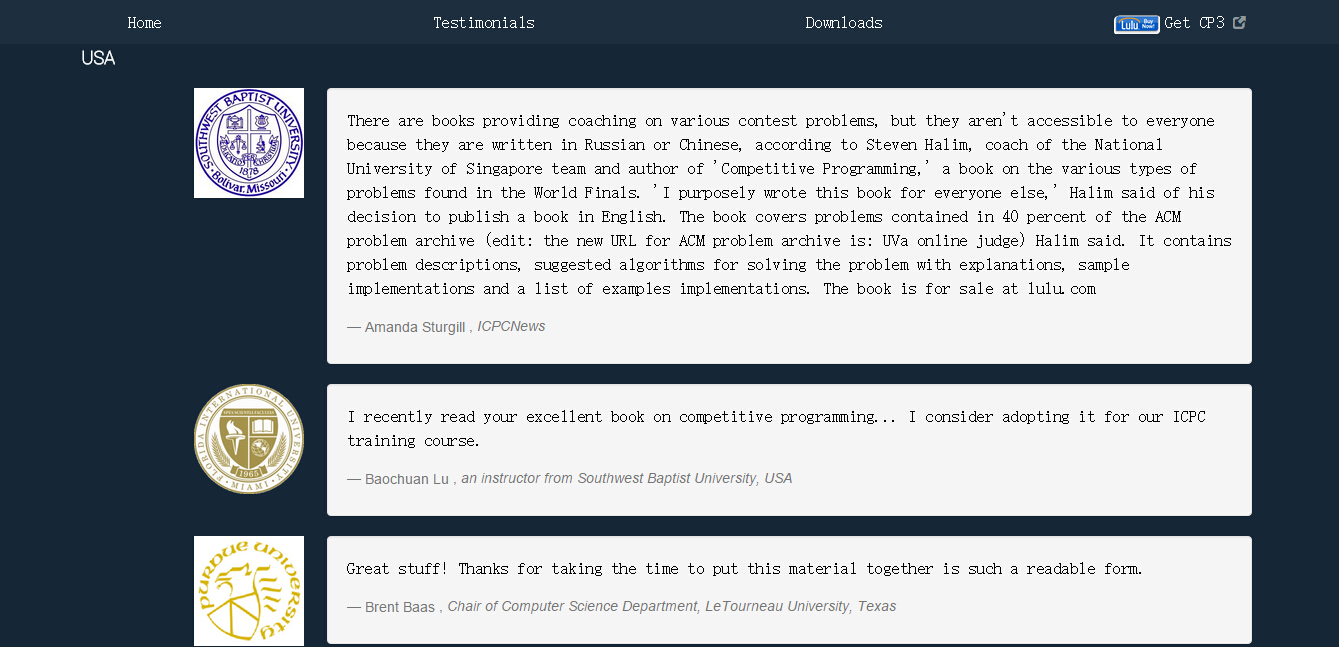 Home Testimonials Downloads Lulu Buy Now! Get CP3
USA
SOUTHWEST BAPTIST UNIVERSITY
1878
Bolivar, Missouri
There are books providing coaching on various contest problems, but they aren't accessible to everyone
because they are written in Russian or Chinese, according to Steven Halim, coach of the National
University of Singapore team and author of 'Competitive Programming,' a book on the various types of
problems found in the World Finals. 'I purposely wrote this book for everyone else,' Halim said of his
decision to publish a book in English. The book covers problems contained in 40 percent of the ACM
problem archive (edit: the new URL for ACM problem archive is: UVa online judge) Halim said. It contains
problem descriptions, suggested algorithms for solving the problem with explanations, sample
implementations and a list of examples implementations. The book is for sale at lulu.com
— Amanda Sturgill , ICPCNews
FLORIDA INTERNATIONAL UNIVERSITY
1965
MIAMI
I recently read your excellent book on competitive programming... I consider adopting it for our ICPC
training course.
— Baochuan Lu , an instructor from Southwest Baptist University, USA
PURDUE UNIVERSITY
Great stuff! Thanks for taking the time to put this material together is such a readable form.
— Brent Baas , Chair of Computer Science Department, LeTourneau University, Texas